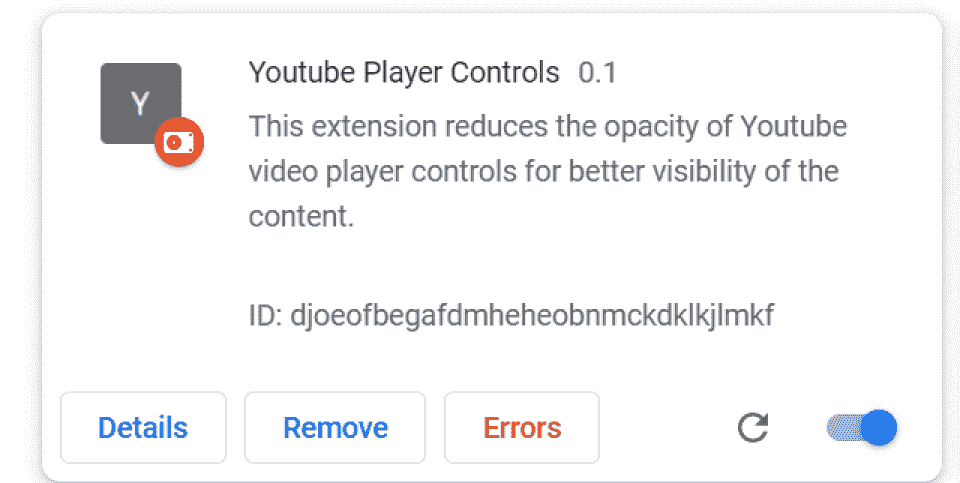 Y
Youtube Player Controls 0.1
This extension reduces the opacity of Youtube
video player controls for better visibility of the
content.
ID: djoeofbegafdmheheobnmckdklkjlmkf
Details Remove Errors